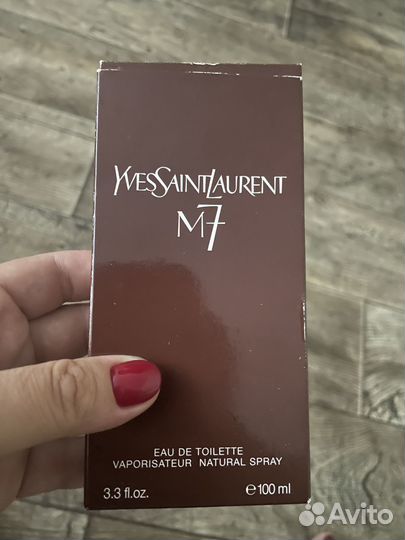 YVESSAINTLAURENT
M7
EAU DE TOILETTE
VAPORISATEUR NATURAL SPRAY
3.3 fl.oz. ℮100 ml
Avito